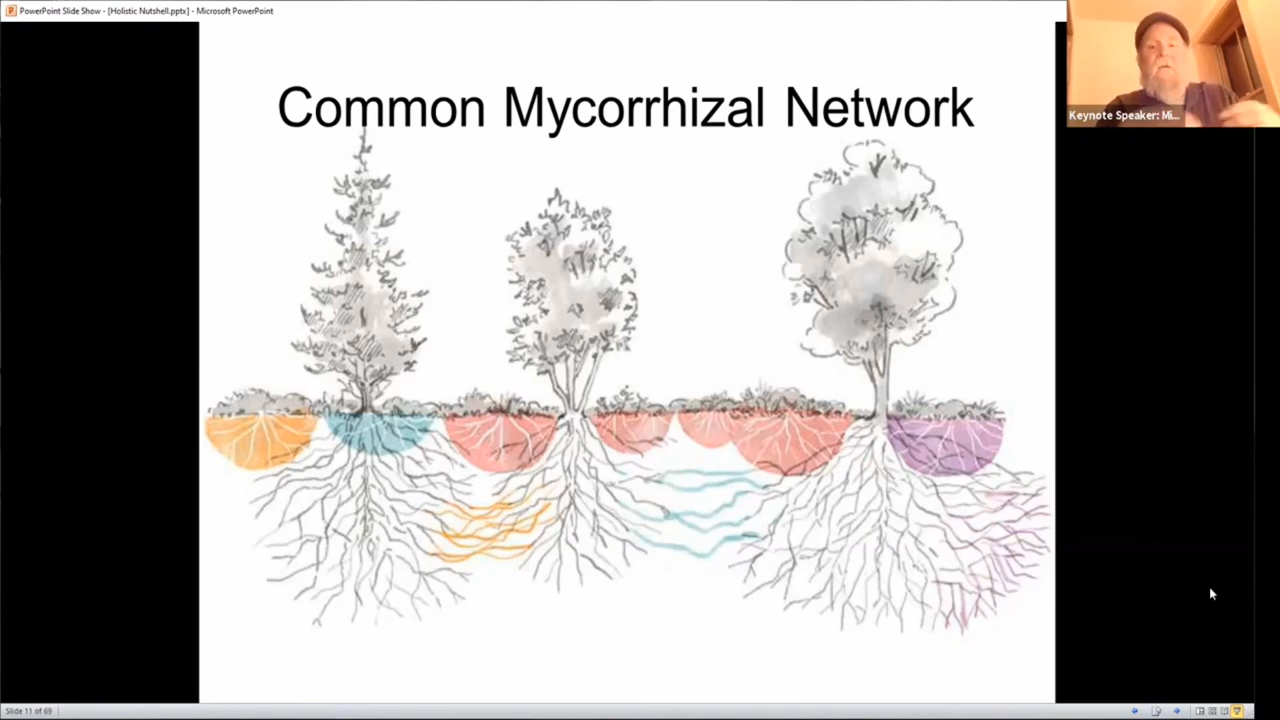 PowerPoint Slide Show - [Holistic Nutshell.pptx] - Microsoft PowerPoint
Keynote Speaker: Mi...
Common Mycorrhizal Network
Slide 11 of 69